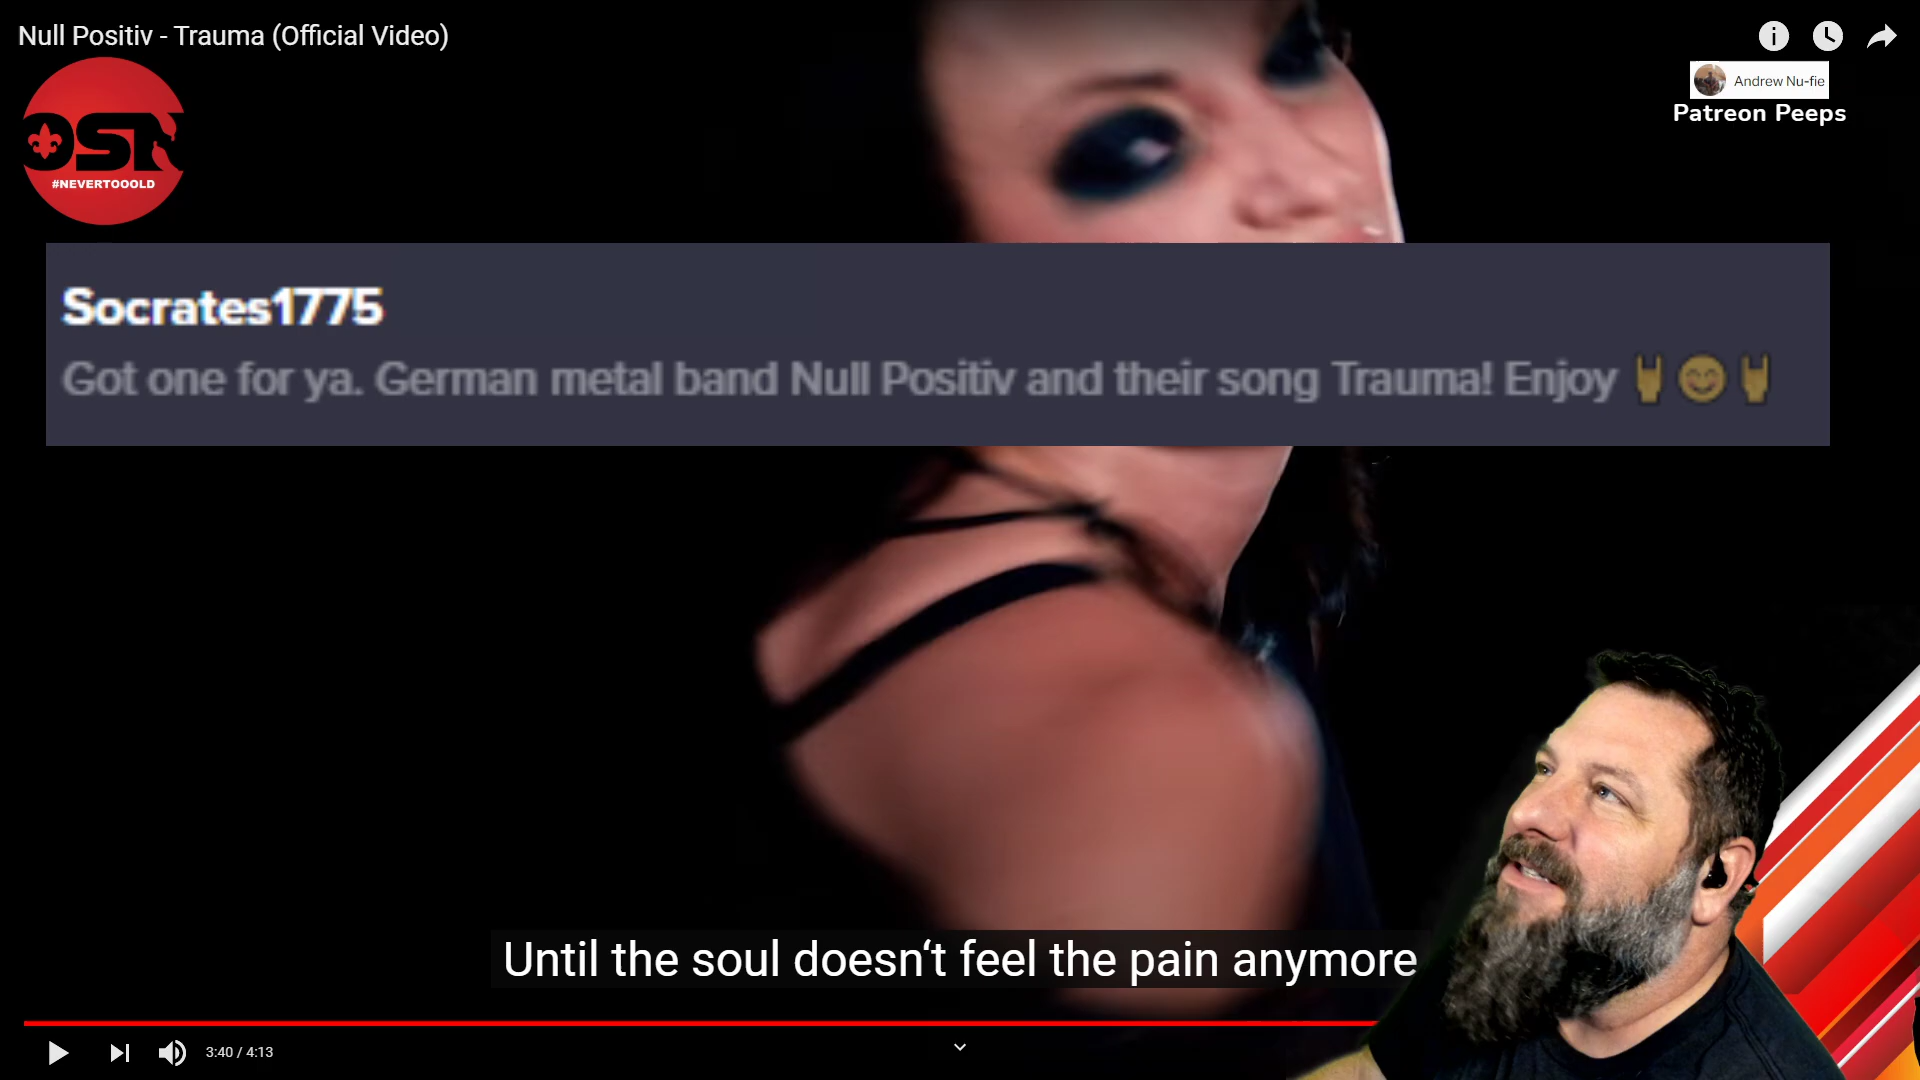 Null Positiv - Trauma (Official Video)
Andrew Nu-fie
Patreon Peeps
OSN
#NEVERTOOOLD
Socrates1775
Got one for ya. German metal band Null Positiv and their song Trauma! Enjoy 🤘😊🤘
Until the soul doesn‘t feel the pain anymore
3:40 / 4:13